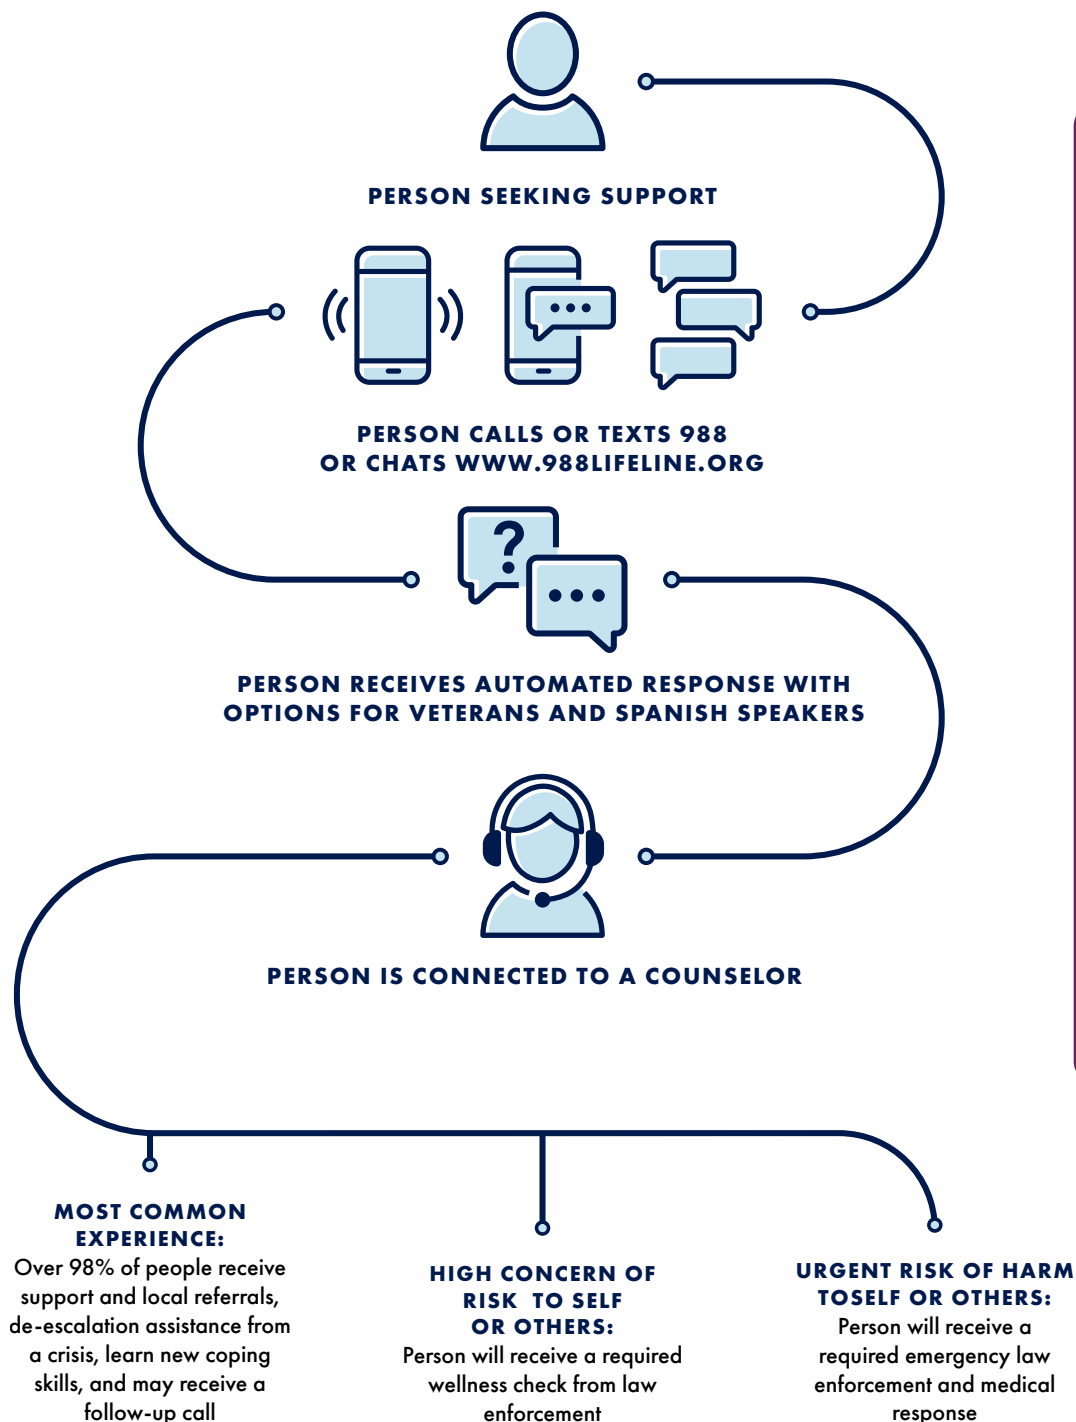 PERSON SEEKING SUPPORT
PERSON CALLS OR TEXTS 988
OR CHATS WWW.988LIFELINE.ORG
?
PERSON RECEIVES AUTOMATED RESPONSE WITH
OPTIONS FOR VETERANS AND SPANISH SPEAKERS
PERSON IS CONNECTED TO A COUNSELOR
MOST COMMON
EXPERIENCE:
Over 98% of people receive
support and local referrals,
de-escalation assistance from
a crisis, learn new coping
skills, and may receive a
follow-up call
HIGH CONCERN OF
RISK TO SELF
OR OTHERS:
Person will receive a required
wellness check from law
enforcement
URGENT RISK OF HARM
TOSELF OR OTHERS:
Person will receive a
required emergency law
enforcement and medical
response